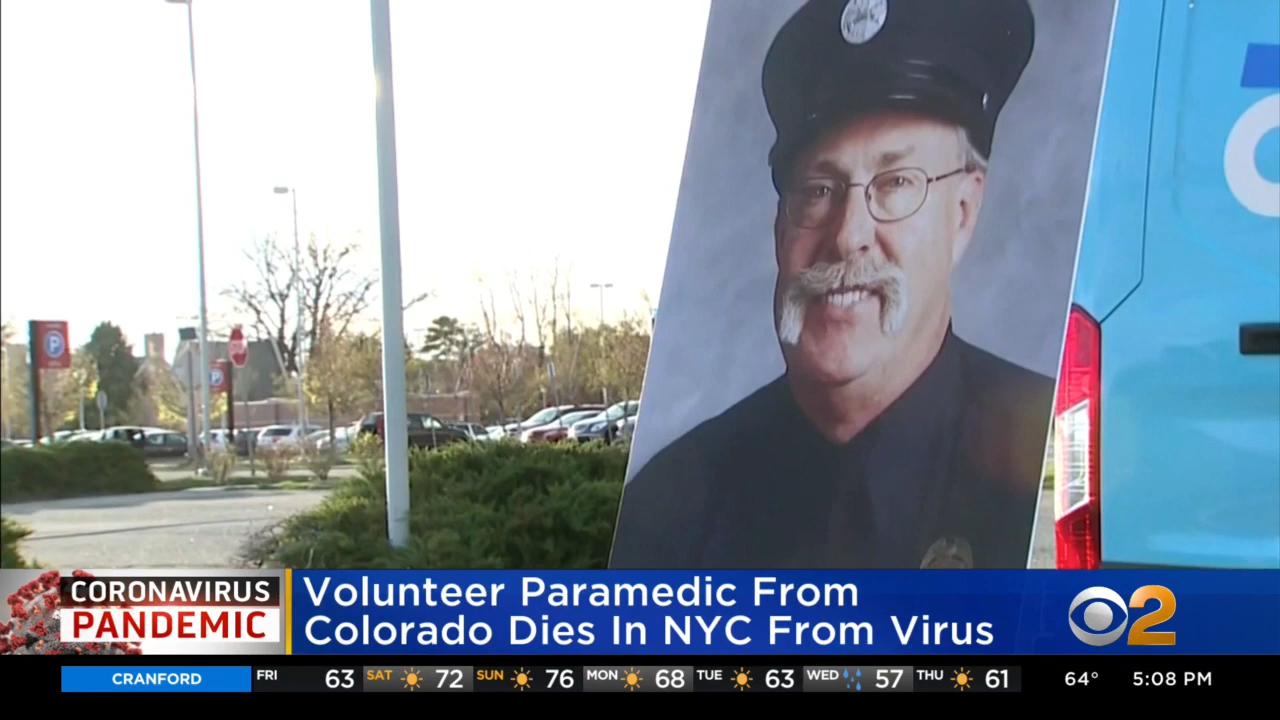 P
P
CORONAVIRUS
PANDEMIC
Volunteer Paramedic From
Colorado Dies In NYC From Virus
2
CRANFORD FRI 63 SAT 72 SUN 76 MON 68 TUE 63 WED 57 THU 61 64° 5:08 PM